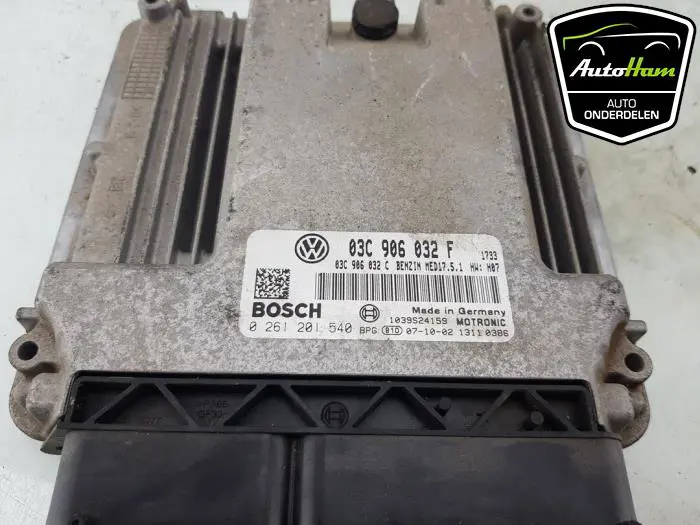 AutoHam
AUTO
ONDERDELEN
03C 906 032 F 1733
03C 906 032 C BENZIN MED17.5.1 HW: H07
BOSCH
Made in Germany
1039S24159 MOTRONIC
0 261 201 540 BPG 81D 07-10-02 1311 0386